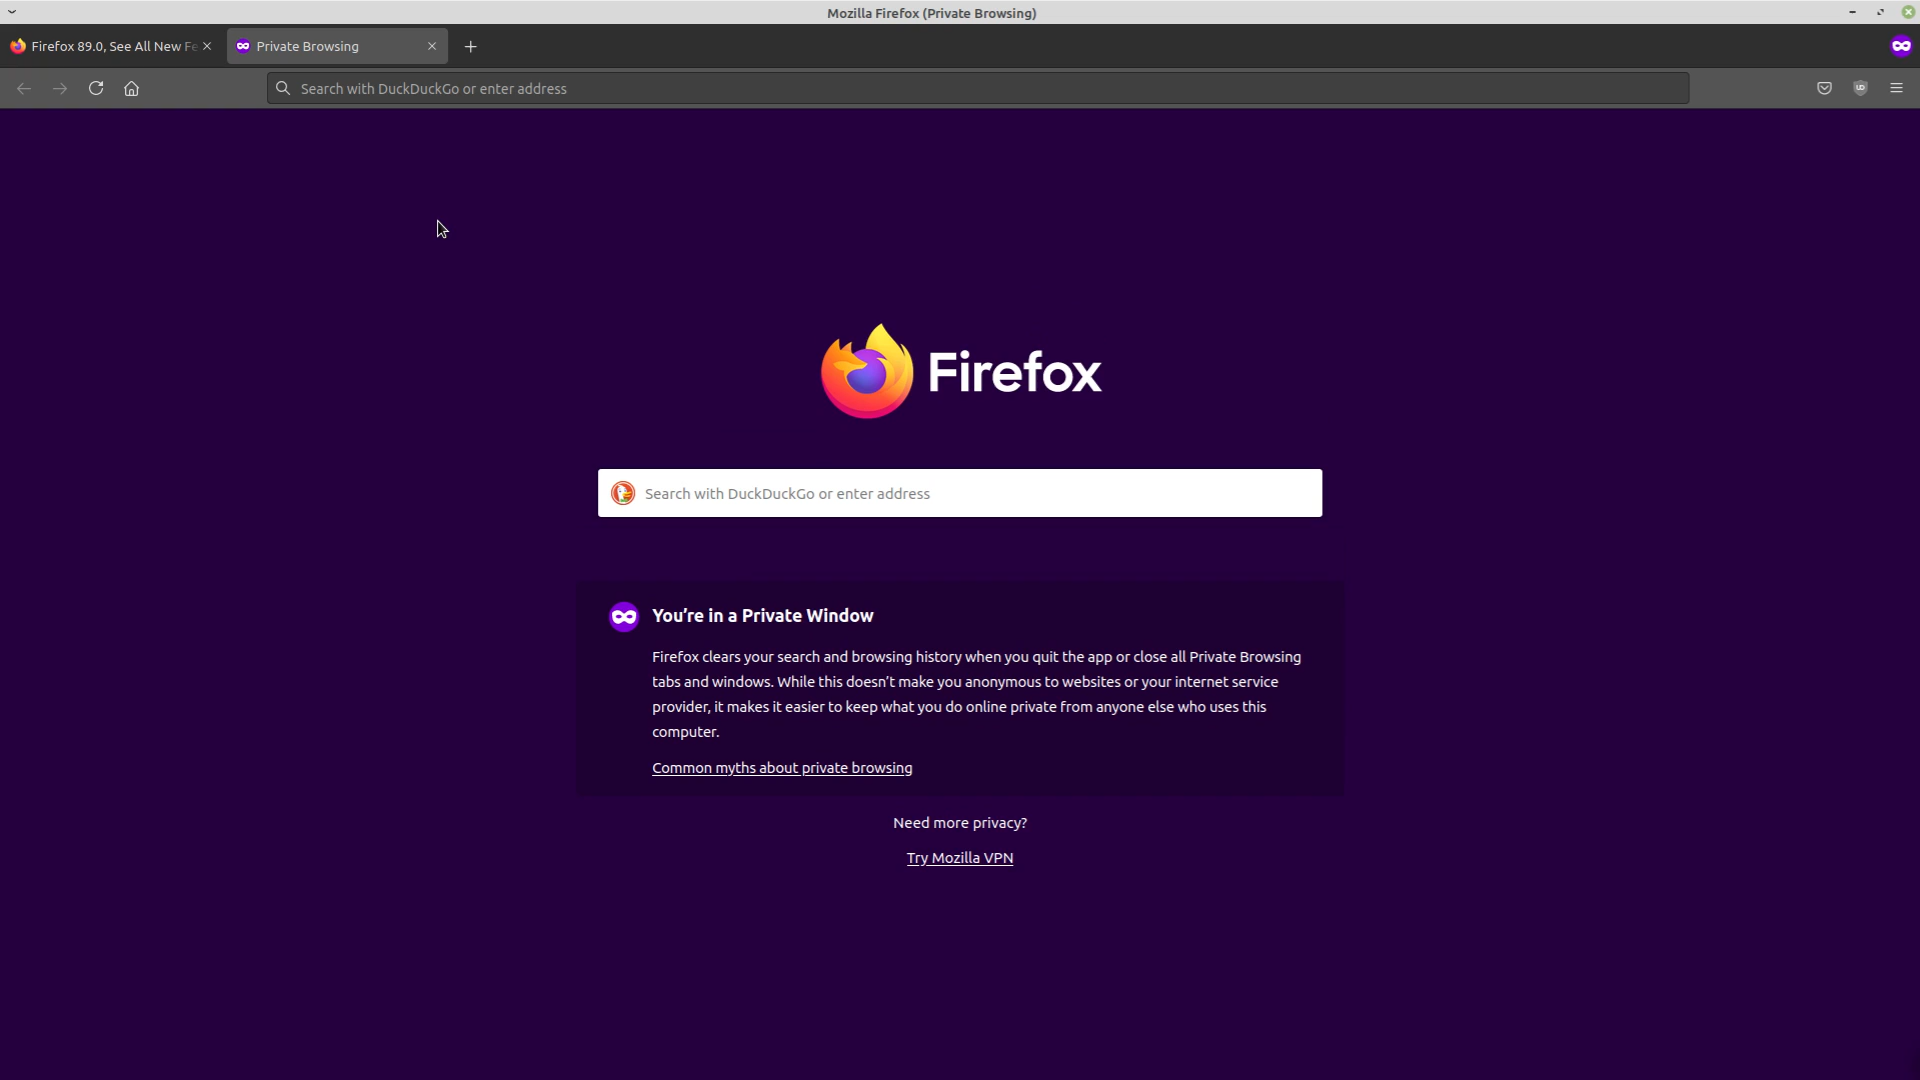 Mozilla Firefox (Private Browsing)
Firefox 89.0, See All New Fe
Private Browsing
Search with DuckDuckGo or enter address
Firefox
Search with DuckDuckGo or enter address
You’re in a Private Window
Firefox clears your search and browsing history when you quit the app or close all Private Browsing
tabs and windows. While this doesn’t make you anonymous to websites or your internet service
provider, it makes it easier to keep what you do online private from anyone else who uses this
computer.
Common myths about private browsing
Need more privacy?
Try Mozilla VPN